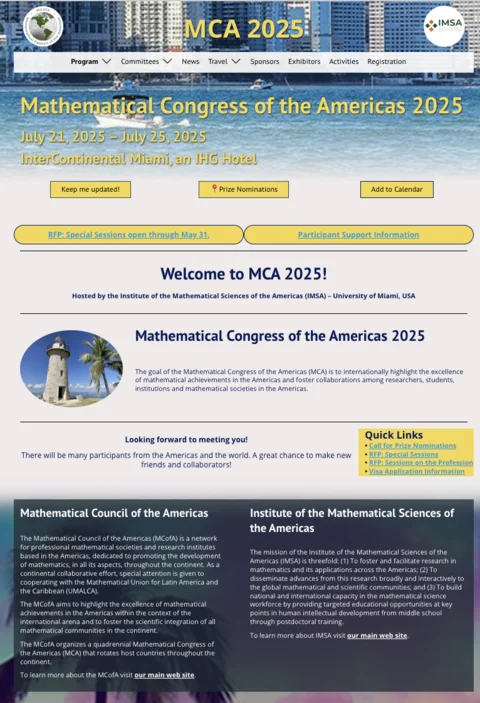 MCA 2025
IMSA
Program
Committees
News
Travel
Sponsors
Exhibitors
Activities
Registration
Mathematical Congress of the Americas 2025
July 21, 2025 – July 25, 2025
InterContinental Miami, an IHG Hotel
Keep me updated!
Prize Nominations
Add to Calendar
RFP: Special Sessions open through May 31.
Participant Support Information
Welcome to MCA 2025!
Hosted by the Institute of the Mathematical Sciences of the Americas (IMSA) – University of Miami, USA
Mathematical Congress of the Americas 2025
The goal of the Mathematical Congress of the Americas (MCA) is to internationally highlight the excellence
of mathematical achievements in the Americas and foster collaborations among researchers, students,
institutions and mathematical societies in the Americas.
Looking forward to meeting you!
There will be many participants from the Americas and the world. A great chance to make new
friends and collaborators!
Quick Links
• Call for Prize Nominations
• RFP: Special Sessions
• RFP: Sessions on the Profession
• Visa Application Information
Mathematical Council of the Americas
The Mathematical Council of the Americas (MCofA) is a network
for professional mathematical societies and research institutes
based in the Americas, dedicated to promoting the development
of mathematics, in all its aspects, throughout the continent. As a
continental collaborative effort, special attention is given to
cooperating with the Mathematical Union for Latin America and
the Caribbean (UMALCA).
The MCofA aims to highlight the excellence of mathematical
achievements in the Americas within the context of the
international arena and to foster the scientific integration of all
mathematical communities in the continent.
The MCofA organizes a quadrennial Mathematical Congress of
the Americas (MCA) that rotates host countries throughout the
continent.
To learn more about the MCofA visit our main web site.
Institute of the Mathematical Sciences of
the Americas
The mission of the Institute of the Mathematical Sciences of the
Americas (IMSA) is threefold: (1) To foster and facilitate research in
mathematics and its applications across the Americas; (2) To
disseminate advances from this research broadly and interactively to
the global mathematical and scientific communities; and (3) To build
national and international capacity in the mathematical science
workforce by providing targeted educational opportunities at key
points in human intellectual development from middle school
through postdoctoral training.
To learn more about IMSA visit our main web site.